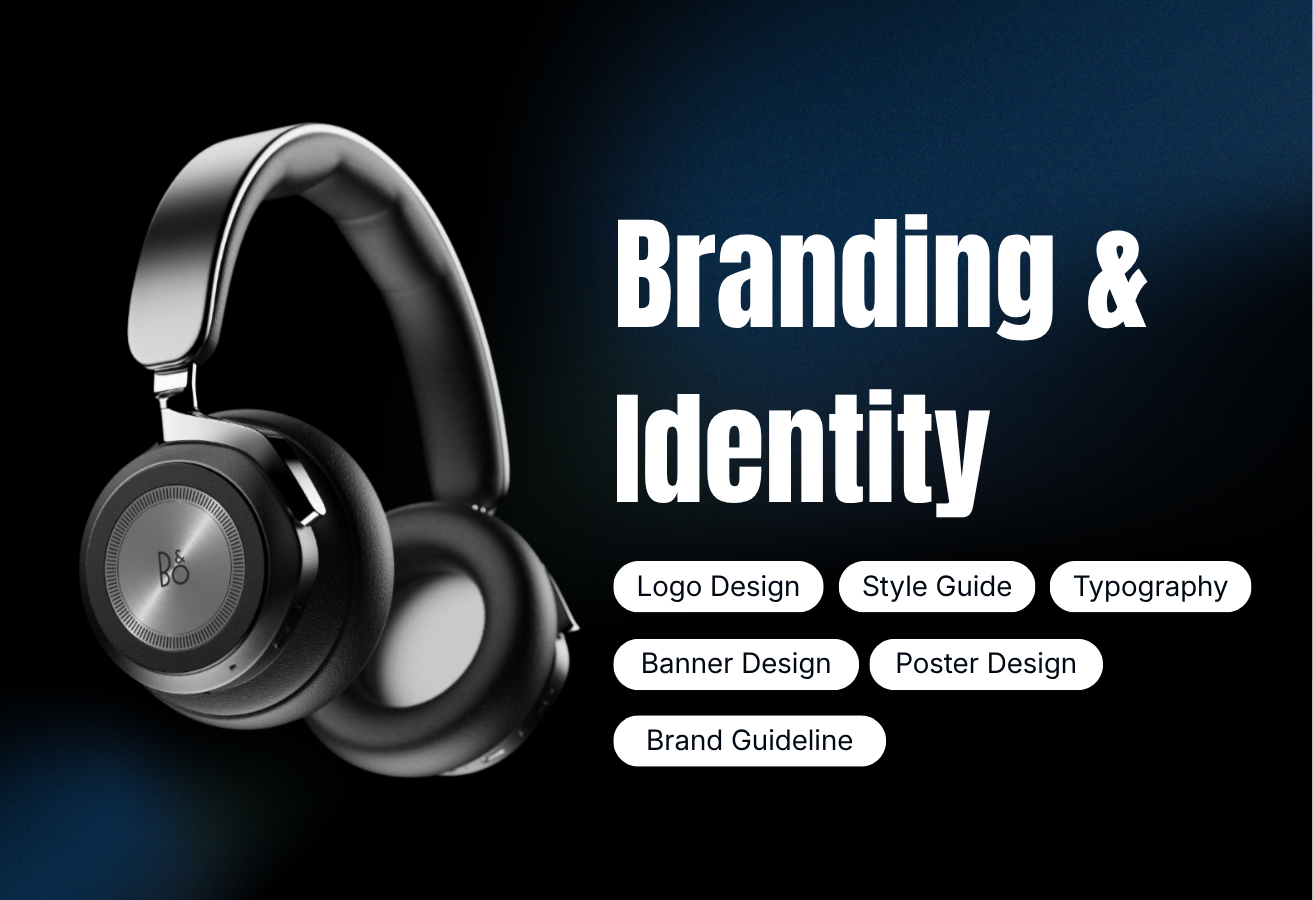 Branding &
Identity
Logo Design Style Guide Typography
Banner Design Poster Design
Brand Guideline
B&O